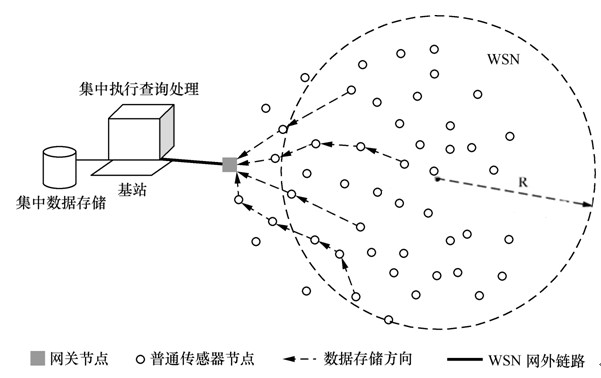 WSN
集中执行查询处理
R
基站
集中数据存储
网关节点 普通传感器节点 数据存储方向 WSN 网外链路